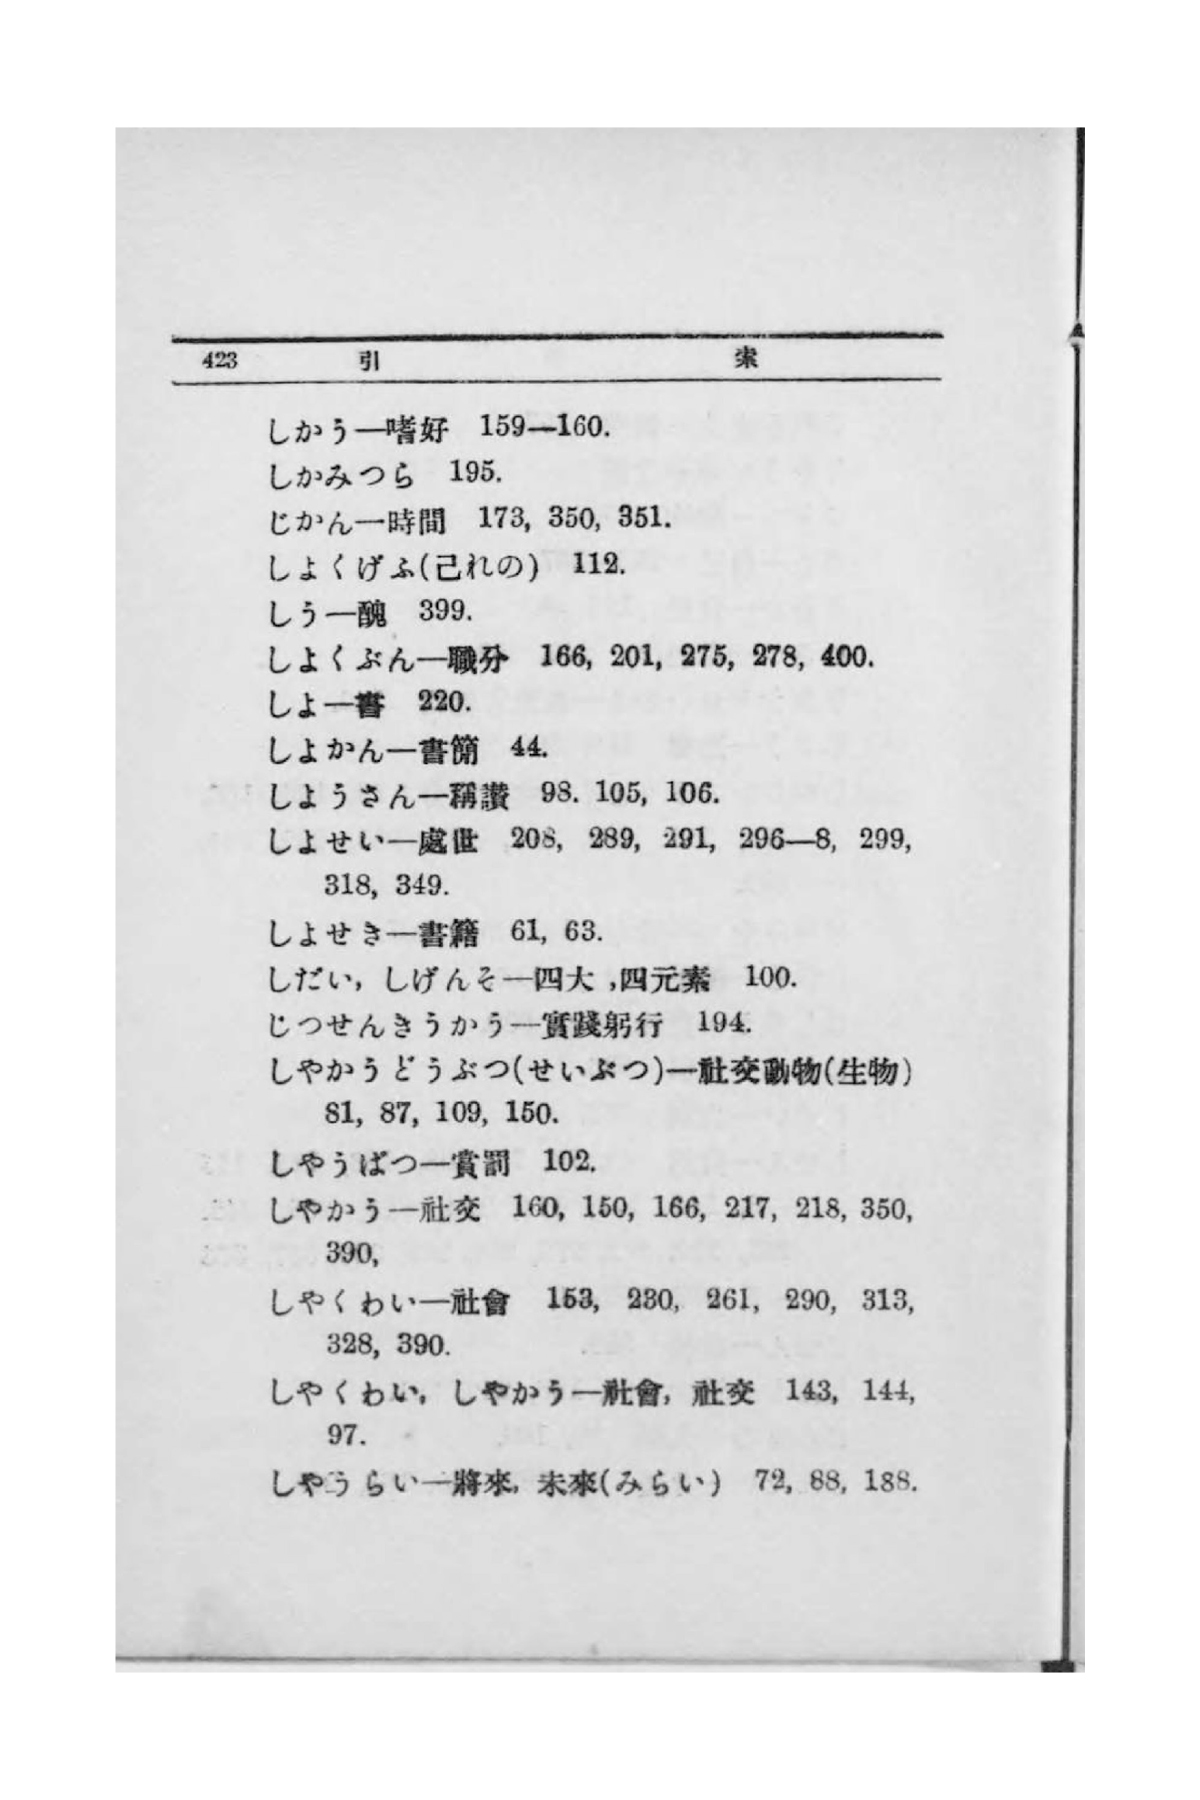 423 引 索
しかう—嗜好 159—160.
しかみつら 195.
じかん—時間 173, 350, 351.
しよくげふ(己れの) 112.
しう—醜 399.
しよくぶん—職分 166, 201, 275, 278, 400.
しよ—書 220.
しよかん—書簡 44.
しようさん—稱讃 98. 105, 106.
しよせい—處世 208, 289, 291, 296—8, 299,
318, 349.
しよせき—書籍 61, 63.
しだい, しげんそ—四大 ,四元素 100.
じつせんきうかう—實踐躬行 194.
しやかうどうぶつ(せいぶつ)—社交動物(生物)
81, 87, 109, 150.
しやうばつ—賞罰 102.
しやかう—社交 160, 150, 166, 217, 218, 350,
390,
しやくわい—社會 153, 230, 261, 290, 313,
328, 390.
しやくわい, しやかう—社會, 社交 143, 144,
97.
しやうらい—將來, 未來(みらい) 72, 88, 188.